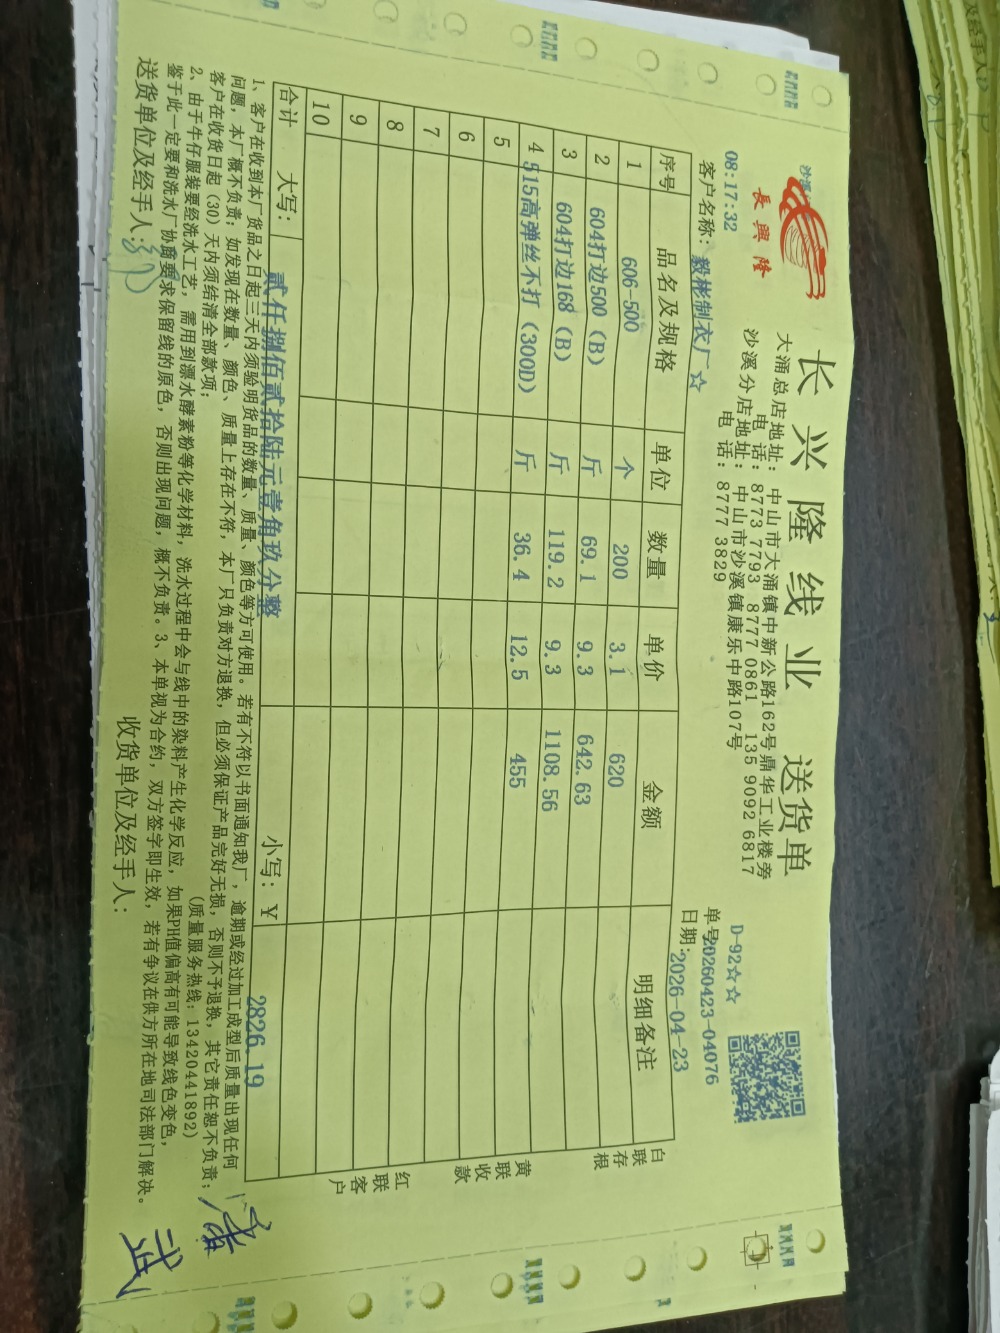 長興隆
长兴隆线业 送货单
大涌总店地址：中山市大涌镇中新公路162号鼎华工业楼旁
电 话：8773 7793 8777 0861 135 9092 6817
沙溪分店地址：中山市沙溪镇康乐中路107号
电 话：8777 3829
D-92☆☆
08:17:32
单号20260423-04076
客户名称：毅彬制衣厂☆
日期:2026-04-23
序号 品名及规格 单位 数量 单价 金额 明细备注
1 606-500 个 200 3.1 620
2 604打边500（B） 斤 69.1 9.3 642.63
3 604打边168（B） 斤 119.2 9.3 1108.56
4 515高弹丝不打（300D） 斤 36.4 12.5 455
5
6
7
8
9
10
合计 大写：贰仟捌佰贰拾陆元壹角玖分整 小写：￥ 2826.19
白联存根
黄联收款
红联客户
1、客户在收到本厂货品之日起三天内须验明货品的数量、质量、颜色等方可使用。若有不符以书面通知我厂，逾期或经过加工成型后质量出现任何
问题，本厂概不负责；如发现在数量、颜色、质量上存在不符，本厂只负责对方退换，但必须保证产品完好无损，否则不予退换，其它责任恕不负责；
客户在收货日起（30）天内须结清全部款项；
（质量服务热线：13420441892）
2、由于牛仔服装要经洗水工艺，需用到漂水酵素粉等化学材料，洗水过程中会与线中的染料产生化学反应，如果PH值偏高有可能导致线色变色，
鉴于此一定要和洗水厂协商要求保留线的原色，否则出现问题，概不负责。3、本单视为合约，双方签字即生效，若有争议在供方所在地司法部门解决。
送货单位及经手人：
收货单位及经手人：